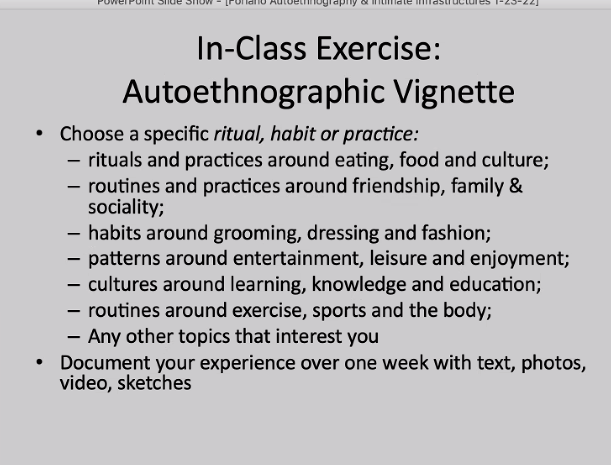 PowerPoint Slide Show - [Forlano Autoethnography & Intimate Infrastructures 1-23-22]
In-Class Exercise:
Autoethnographic Vignette
• Choose a specific ritual, habit or practice:
– rituals and practices around eating, food and culture;
– routines and practices around friendship, family &
sociality;
– habits around grooming, dressing and fashion;
– patterns around entertainment, leisure and enjoyment;
– cultures around learning, knowledge and education;
– routines around exercise, sports and the body;
– Any other topics that interest you
• Document your experience over one week with text, photos,
video, sketches